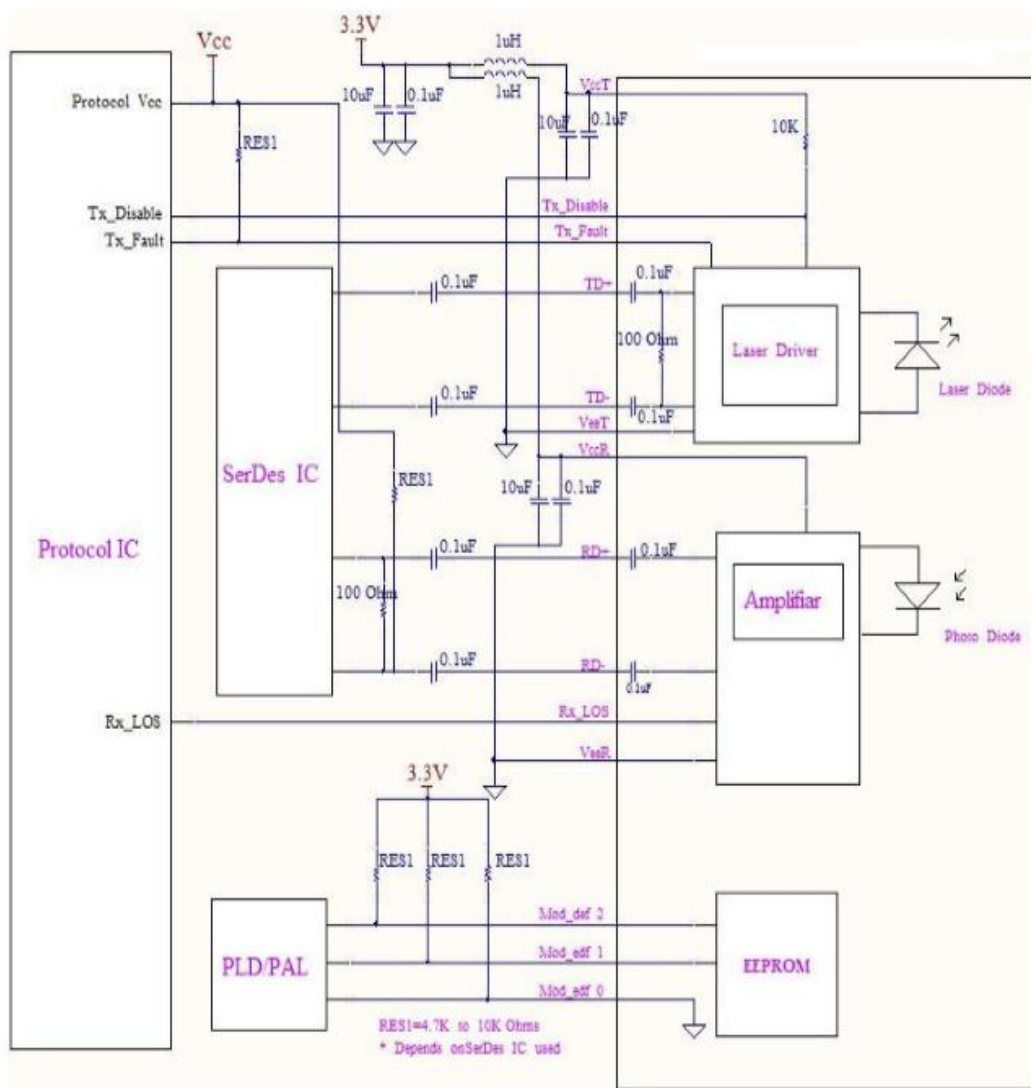 3.3V
Vcc
1uH
1uH
VccT
Protocol Vcc
10uF
0.1uF
10uF
0.1uF
10K
RES1
Tx_Disable
Tx_Disable
Tx_Fault
Tx_Fault
0.1uF
TD+
0.1uF
100 Ohm
Laser Driver
Laser Diode
0.1uF
TD-
0.1uF
VeeT
VccR
SerDes IC
RES1
10uF
0.1uF
Protocol IC
0.1uF
RD+
0.1uF
100 Ohm
Amplifiar
Photo Diode
0.1uF
RD-
0.1uF
Rx_LOS
Rx_LOS
VeeR
3.3V
RES1
RES1
RES1
Mod_def 2
PLD/PAL
Mod_edf 1
EEPROM
Mod_edf 0
RES1=4.7K to 10K Ohms
* Depends onSerDes IC used